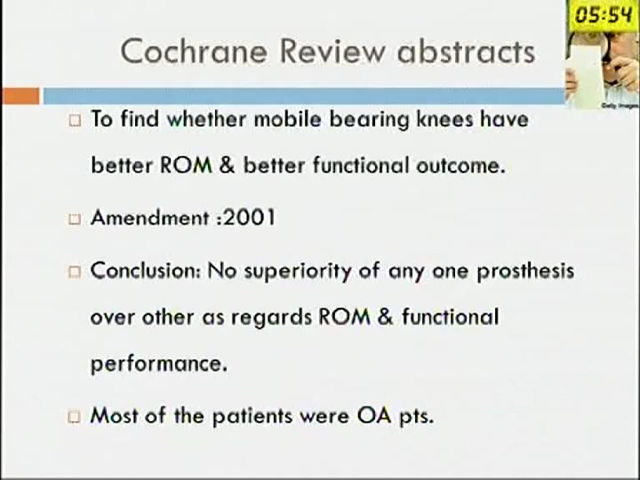 05:54
Cochrane Review abstracts
Daily Images
To find whether mobile bearing knees have
better ROM & better functional outcome.
Amendment :2001
Conclusion: No superiority of any one prosthesis
over other as regards ROM & functional
performance.
Most of the patients were OA pts.